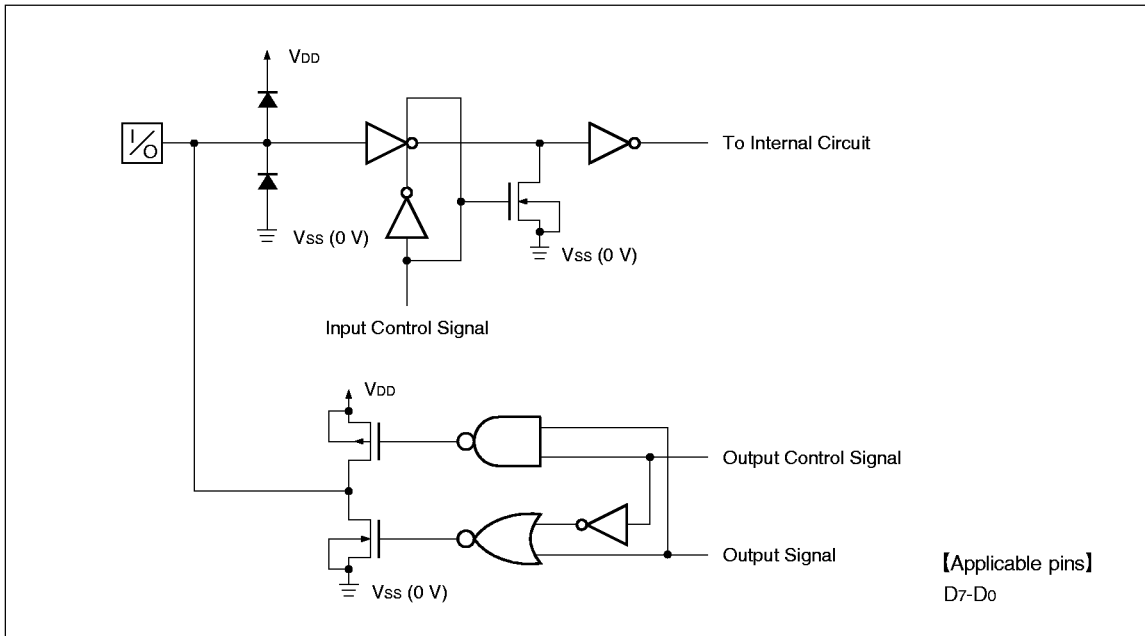 VDD
I/O
To Internal Circuit
VSS (0 V)
VSS (0 V)
Input Control Signal
VDD
Output Control Signal
Output Signal
VSS (0 V)
【Applicable pins】
D7-D0